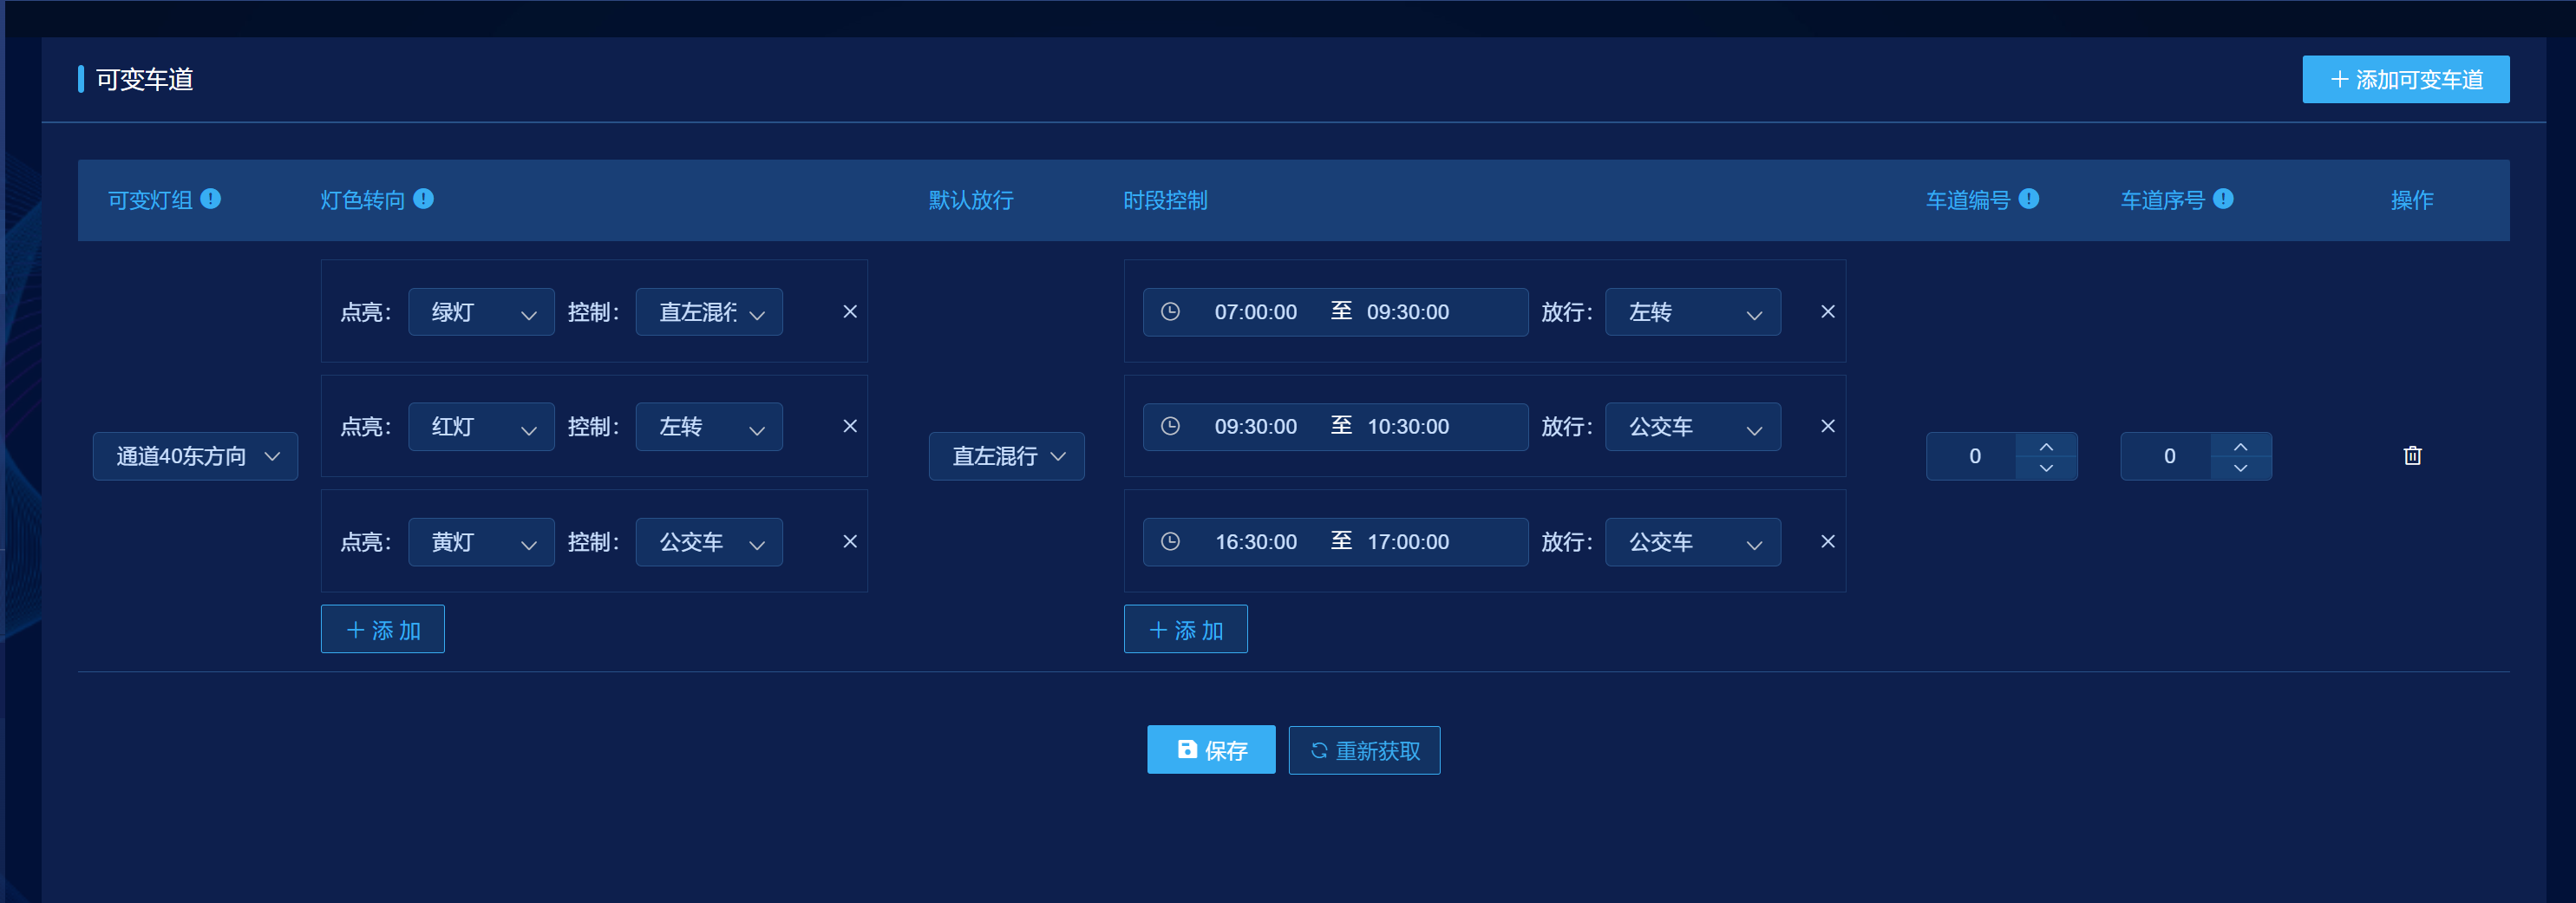 可变车道
添加可变车道
可变灯组 灯色转向 默认放行 时段控制 车道编号 车道序号 操作
点亮： 绿灯 控制： 直左混行 07:00:00 至 09:30:00 放行： 左转
点亮： 红灯 控制： 左转 09:30:00 至 10:30:00 放行： 公交车
通道40东方向 直左混行 0 0
点亮： 黄灯 控制： 公交车 16:30:00 至 17:00:00 放行： 公交车
添加 添加
保存 重新获取